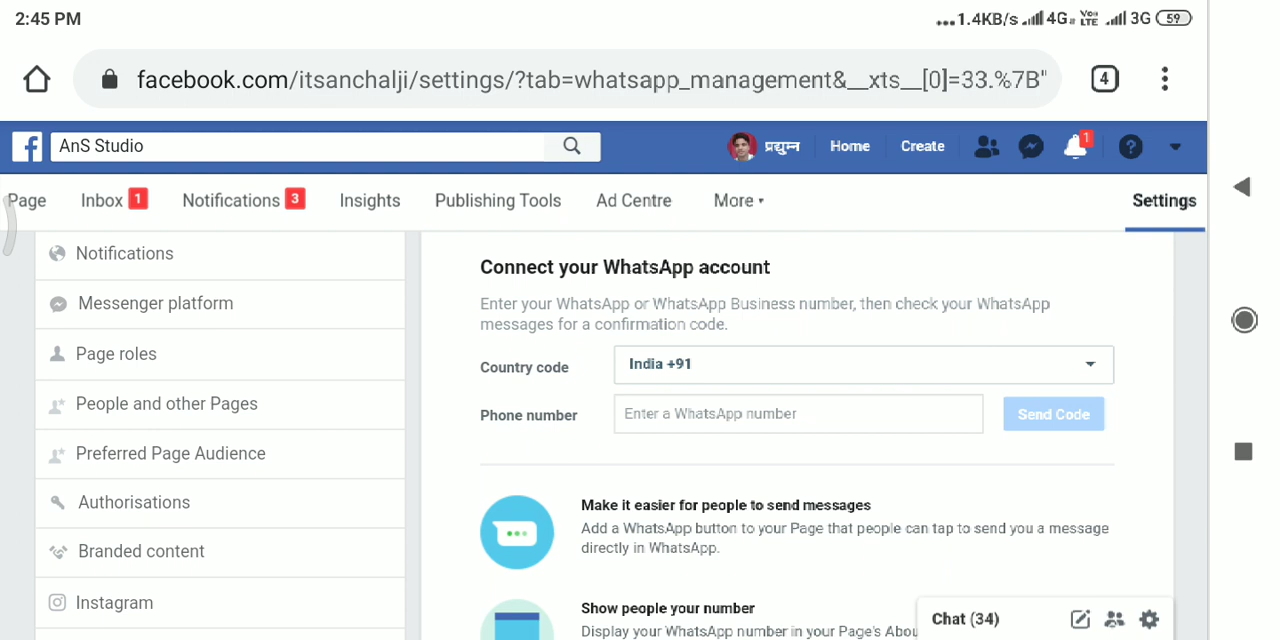 2:45 PM
1.4KB/s 4G Vo LTE 3G 59
facebook.com/itsanchalji/settings/?tab=whatsapp_management&__xts__[0]=33.%7B"
4
AnS Studio
प्रद्युम्न Home Create 1
Page Inbox 1 Notifications 3 Insights Publishing Tools Ad Centre More Settings
Notifications
Messenger platform
Page roles
People and other Pages
Preferred Page Audience
Authorisations
Branded content
Instagram
Connect your WhatsApp account
Enter your WhatsApp or WhatsApp Business number, then check your WhatsApp
messages for a confirmation code.
Country code India +91
Phone number Enter a WhatsApp number Send Code
Make it easier for people to send messages
Add a WhatsApp button to your Page that people can tap to send you a message
directly in WhatsApp.
Show people your number
Display your WhatsApp number in your Page's Abou
Chat (34)